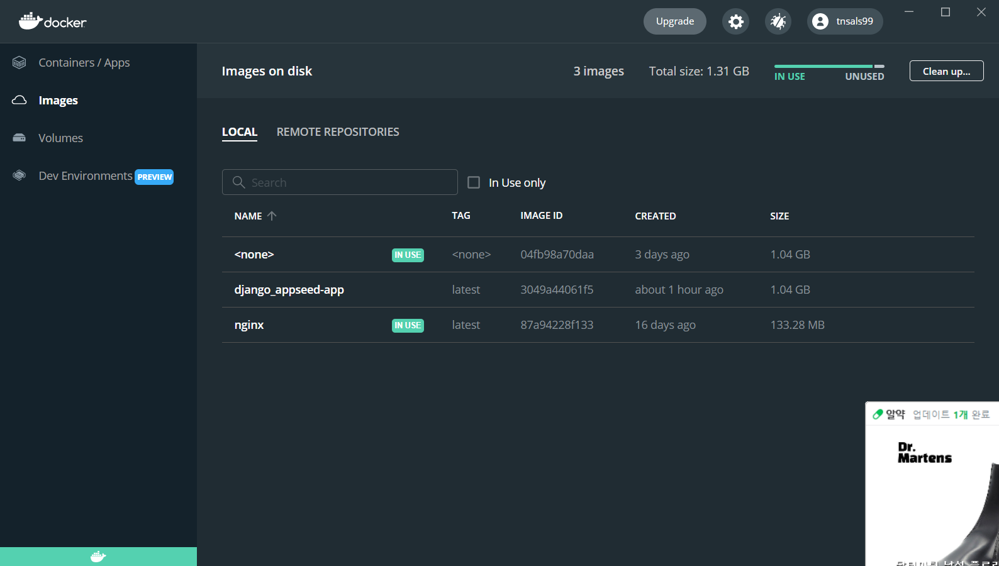 docker
Upgrade
tnsals99
Containers / Apps
Images
Volumes
Dev Environments PREVIEW
Images on disk
3 images
Total size: 1.31 GB
IN USE
UNUSED
Clean up...
LOCAL
REMOTE REPOSITORIES
Search
In Use only
NAME TAG IMAGE ID CREATED SIZE
<none> IN USE <none> 04fb98a70daa 3 days ago 1.04 GB
django_appseed-app latest 3049a44061f5 about 1 hour ago 1.04 GB
nginx IN USE latest 87a94228f133 16 days ago 133.28 MB
알약 업데이트 1개 완료
Dr.
Martens